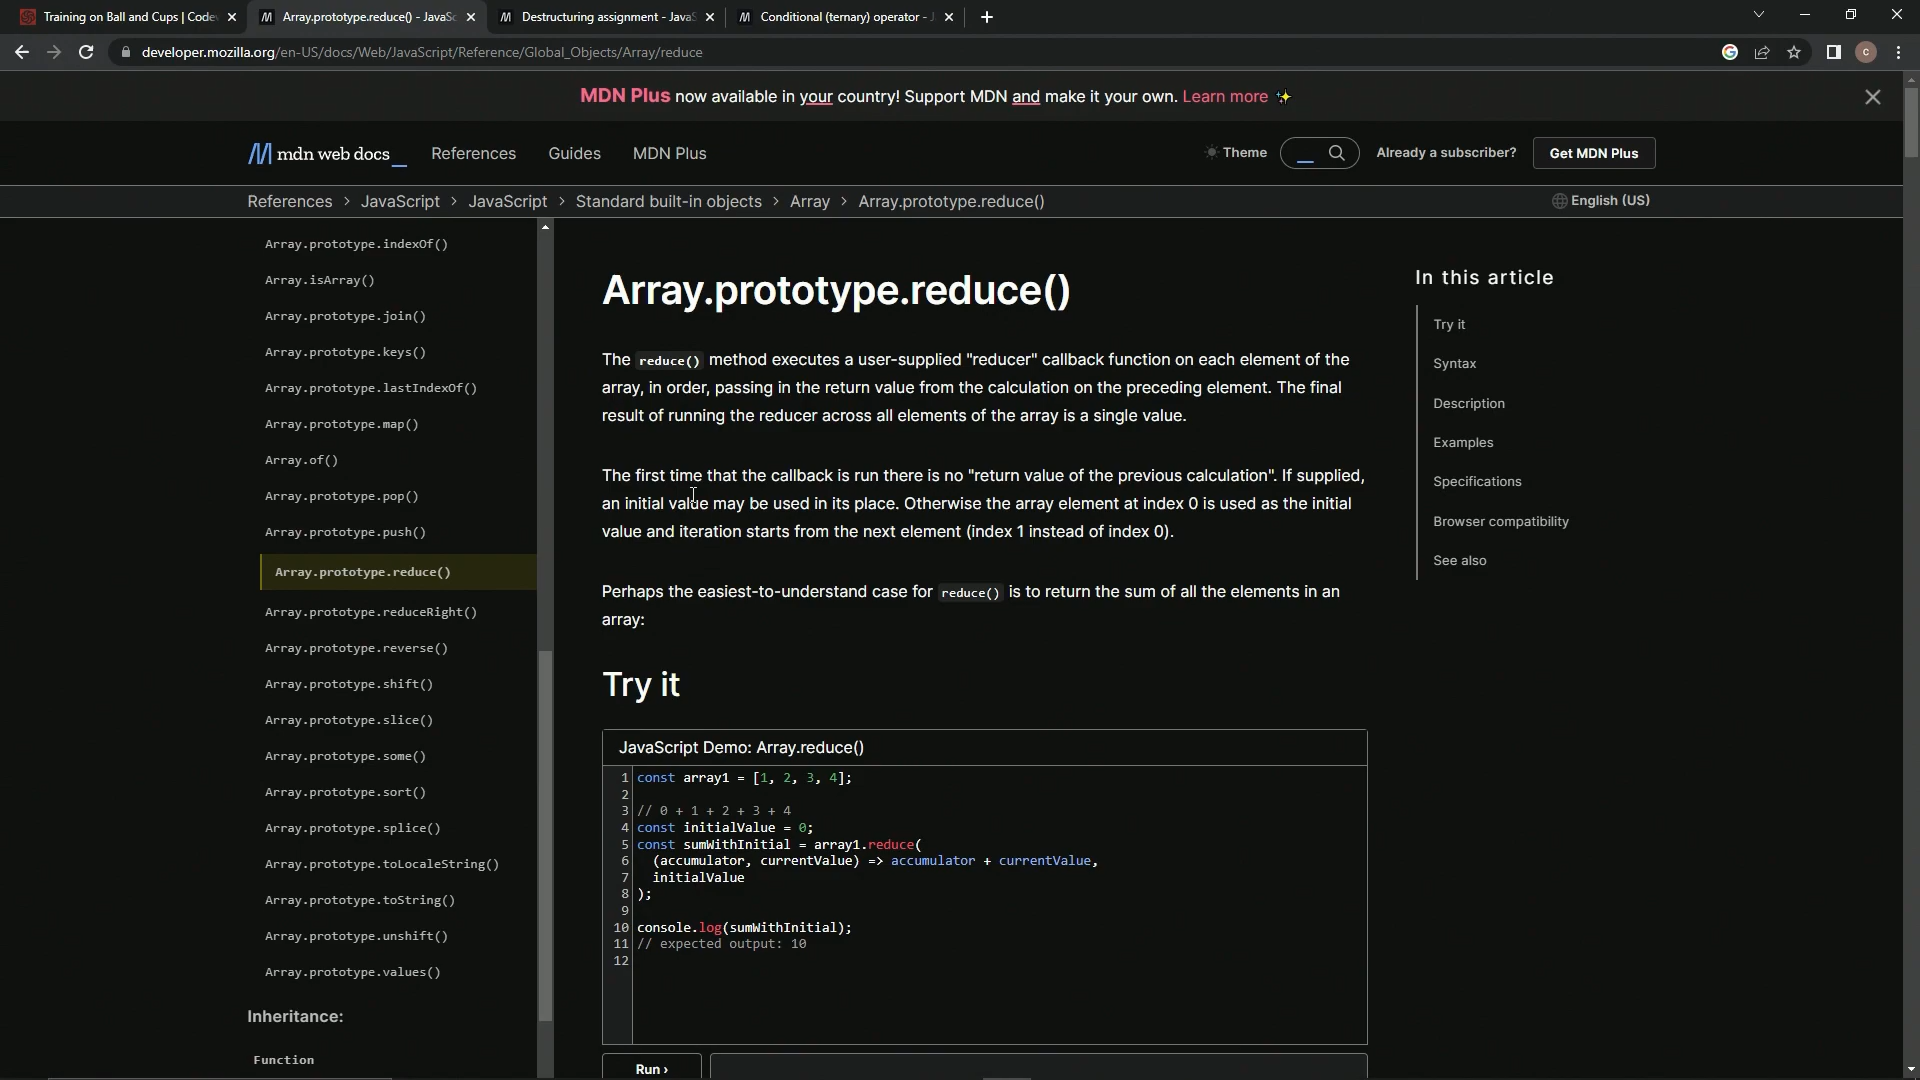 Training on Ball and Cups | Code
Array.prototype.reduce() - JavaSc
Destructuring assignment - JavaS
Conditional (ternary) operator - J
developer.mozilla.org/en-US/docs/Web/JavaScript/Reference/Global_Objects/Array/reduce
G
c
MDN Plus now available in your country! Support MDN and make it your own. Learn more ✨
mdn web docs_
References
Guides
MDN Plus
Theme
Already a subscriber?
Get MDN Plus
References > JavaScript > JavaScript > Standard built-in objects > Array > Array.prototype.reduce()
English (US)
Array.prototype.indexOf()
Array.isArray()
Array.prototype.join()
Array.prototype.keys()
Array.prototype.lastIndexOf()
Array.prototype.map()
Array.of()
Array.prototype.pop()
Array.prototype.push()
Array.prototype.reduce()
Array.prototype.reduceRight()
Array.prototype.reverse()
Array.prototype.shift()
Array.prototype.slice()
Array.prototype.some()
Array.prototype.sort()
Array.prototype.splice()
Array.prototype.toLocaleString()
Array.prototype.toString()
Array.prototype.unshift()
Array.prototype.values()
Inheritance:
Function
Array.prototype.reduce()
The reduce() method executes a user-supplied "reducer" callback function on each element of the
array, in order, passing in the return value from the calculation on the preceding element. The final
result of running the reducer across all elements of the array is a single value.
The first time that the callback is run there is no "return value of the previous calculation". If supplied,
an initial value may be used in its place. Otherwise the array element at index 0 is used as the initial
value and iteration starts from the next element (index 1 instead of index 0).
Perhaps the easiest-to-understand case for reduce() is to return the sum of all the elements in an
array:
Try it
JavaScript Demo: Array.reduce()
1 const array1 = [1, 2, 3, 4];
2
3 // 0 + 1 + 2 + 3 + 4
4 const initialValue = 0;
5 const sumWithInitial = array1.reduce(
6 (accumulator, currentValue) => accumulator + currentValue,
7 initialValue
8 );
9
10 console.log(sumWithInitial);
11 // expected output: 10
12
Run ›
In this article
Try it
Syntax
Description
Examples
Specifications
Browser compatibility
See also